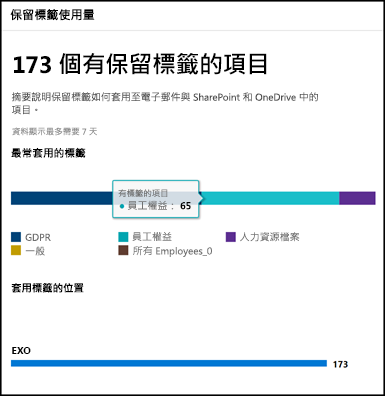 保留標籤使用量
173 個有保留標籤的項目
摘要說明保留標籤如何套用至電子郵件與 SharePoint 和 OneDrive 中的
項目。
資料顯示最多需要 7 天
最常套用的標籤
有標籤的項目
員工權益： 65
GDPR 員工權益 人力資源檔案
一般 所有 Employees_0
套用標籤的位置
EXO
173